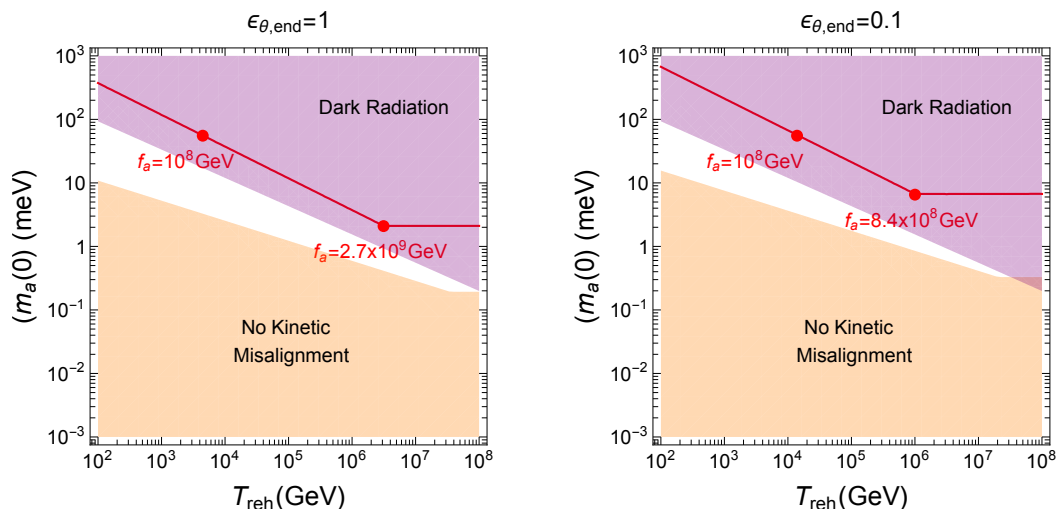 ϵθ,end=1
10³
10²
10
1
10⁻¹
10⁻²
10⁻³
(mₐ(0) (meV)
Dark Radiation
fₐ=10⁸GeV
fₐ=2.7x10⁹GeV
No Kinetic
Misalignment
10² 10³ 10⁴ 10⁵ 10⁶ 10⁷ 10⁸
T_reh(GeV)
ϵθ,end=0.1
10³
10²
10
1
10⁻¹
10⁻²
10⁻³
(mₐ(0) (meV)
Dark Radiation
fₐ=10⁸GeV
fₐ=8.4x10⁸GeV
No Kinetic
Misalignment
10² 10³ 10⁴ 10⁵ 10⁶ 10⁷ 10⁸
T_reh(GeV)